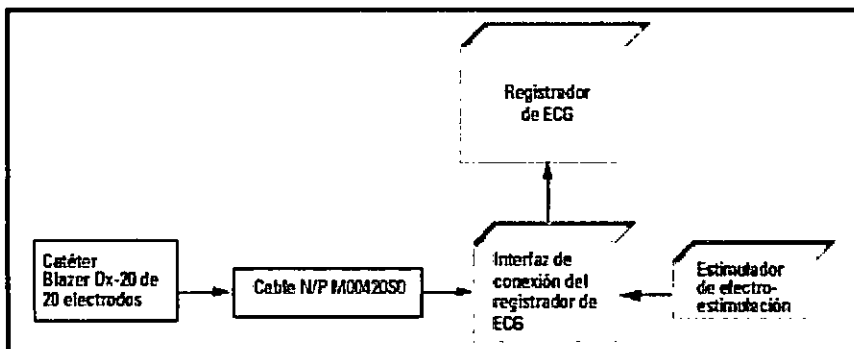 Registrador
de ECG
Catéter
Blazer Dx-20 de
20 electrodos
Cable N/P M00420S0
Interfaz de
conexión del
registrador de
ECG
Estimulador
de electro-
estimulación